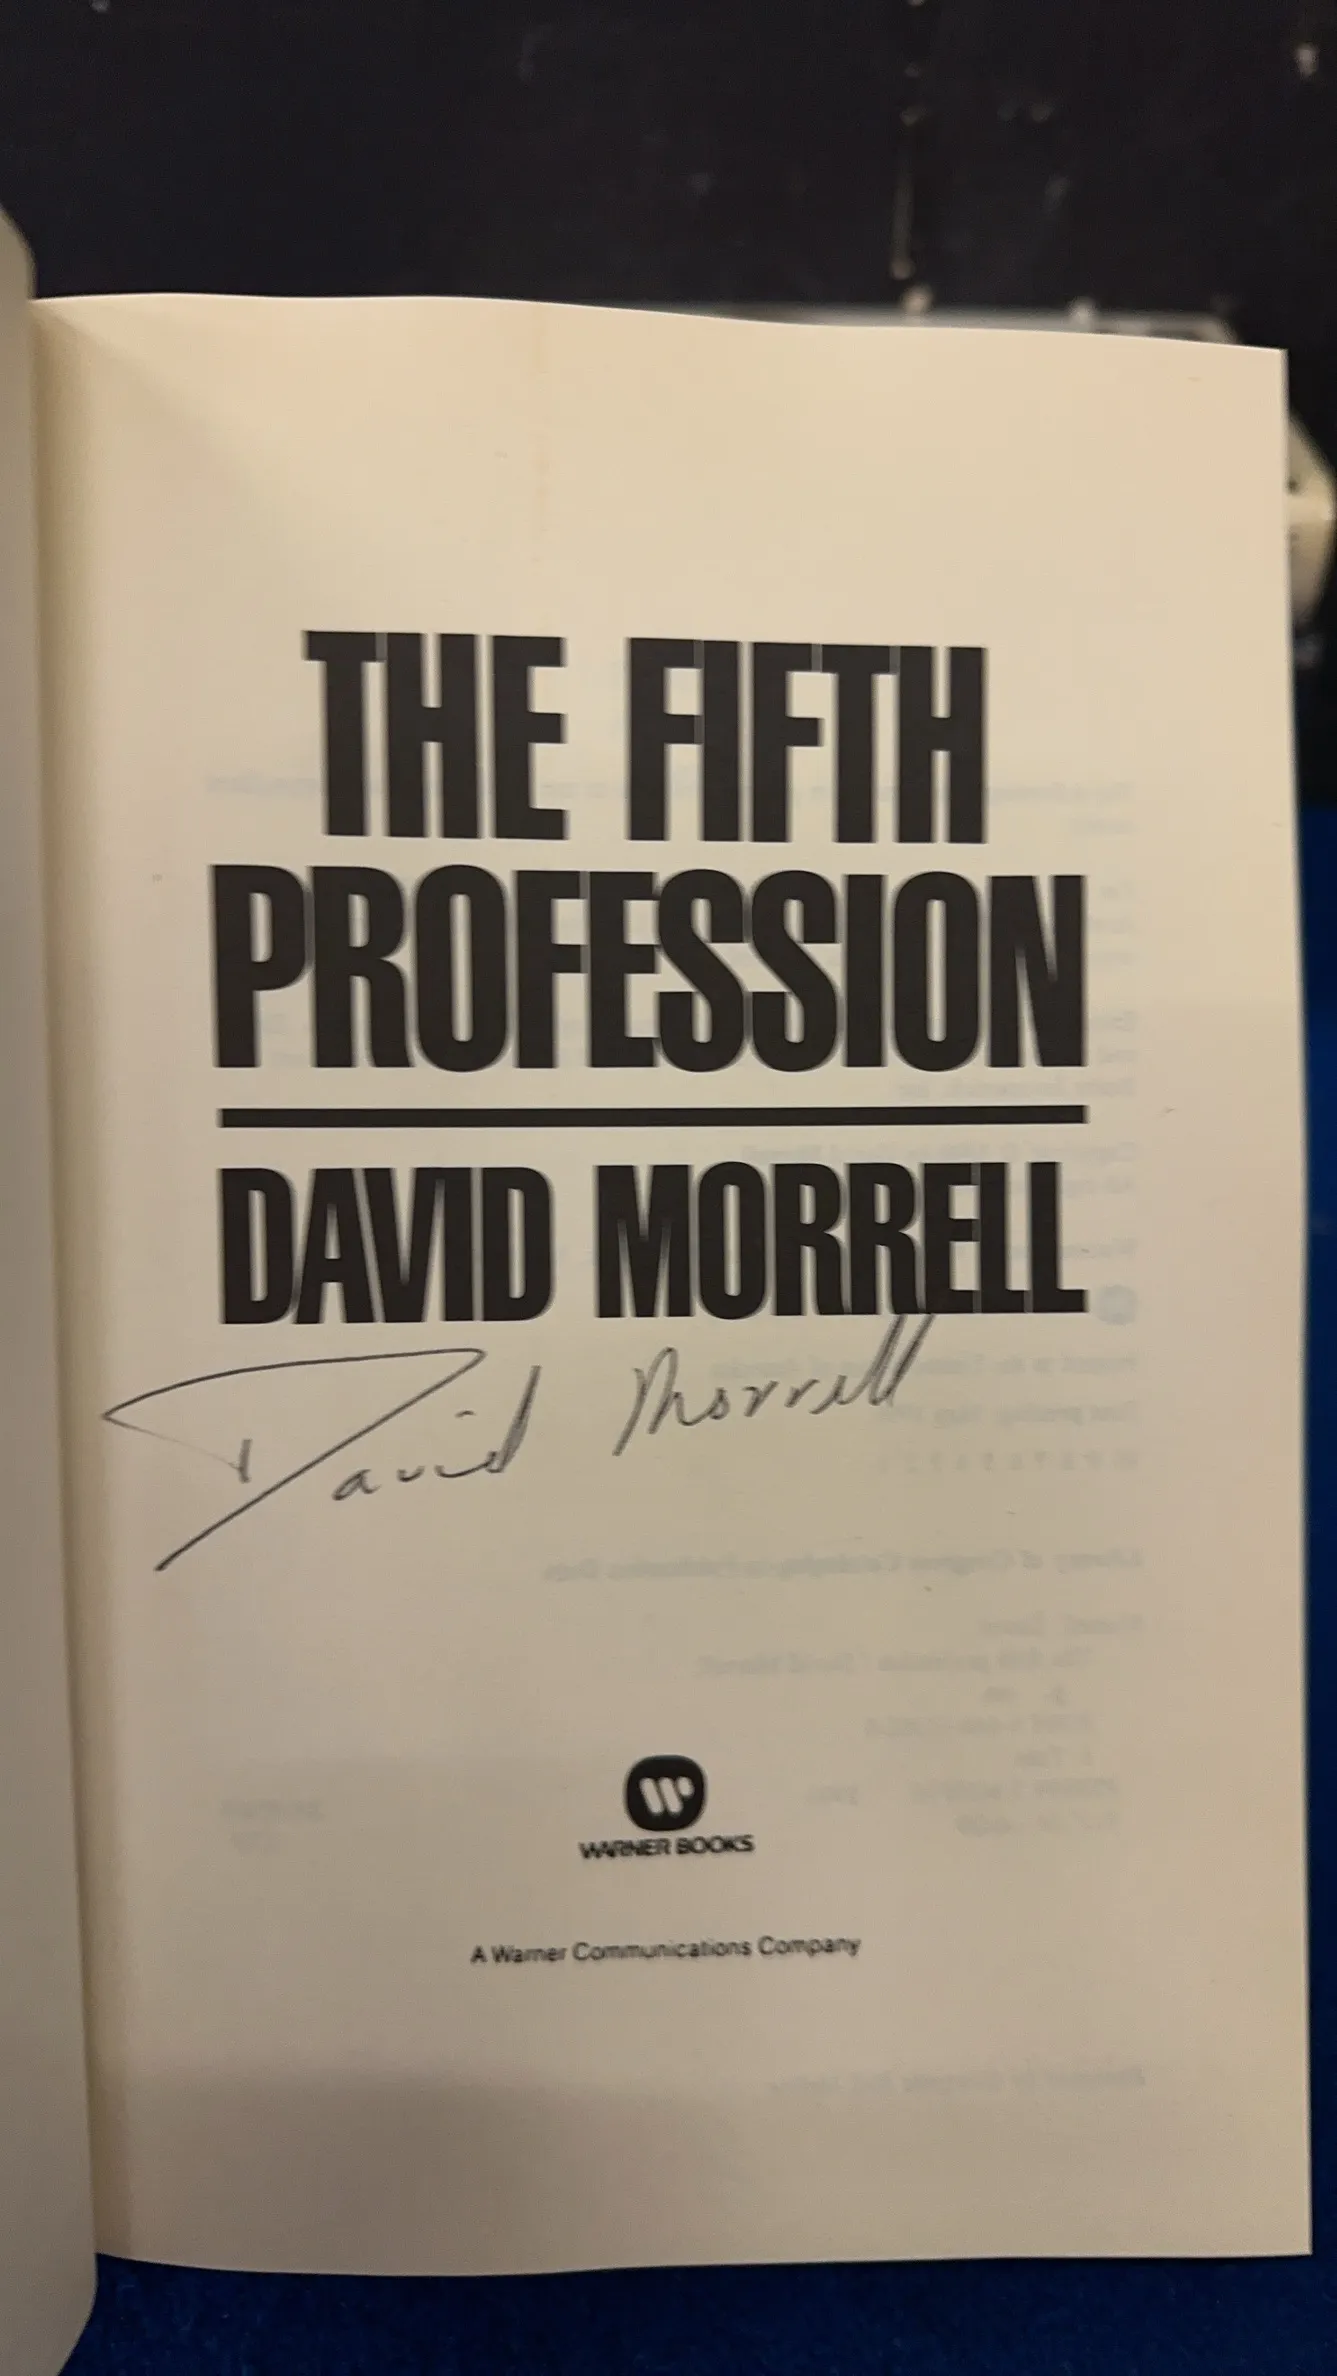 THE FIFTH
PROFESSION
DAVID MORRELL
David Morrell
WARNER BOOKS
A Warner Communications Company